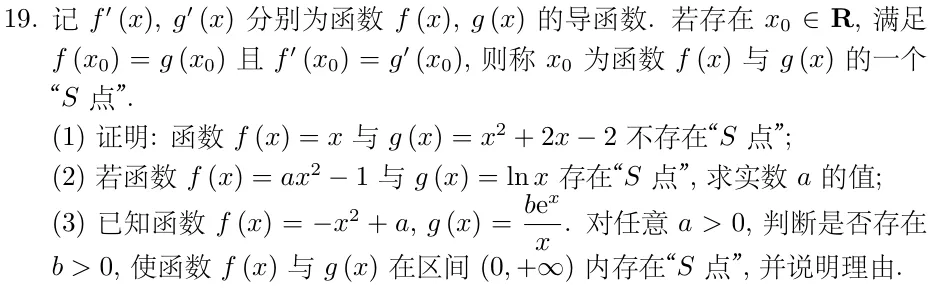 19. 记 f′(x), g′(x) 分别为函数 f(x), g(x) 的导函数. 若存在 x₀ ∈ R, 满足
f(x₀) = g(x₀) 且 f′(x₀) = g′(x₀), 则称 x₀ 为函数 f(x) 与 g(x) 的一个
“S 点”.
(1) 证明: 函数 f(x) = x 与 g(x) = x² + 2x − 2 不存在“S 点”;
(2) 若函数 f(x) = ax² − 1 与 g(x) = ln x 存在“S 点”, 求实数 a 的值;
(3) 已知函数 f(x) = −x² + a, g(x) = beˣ/x. 对任意 a > 0, 判断是否存在
b > 0, 使函数 f(x) 与 g(x) 在区间 (0, +∞) 内存在“S 点”, 并说明理由.